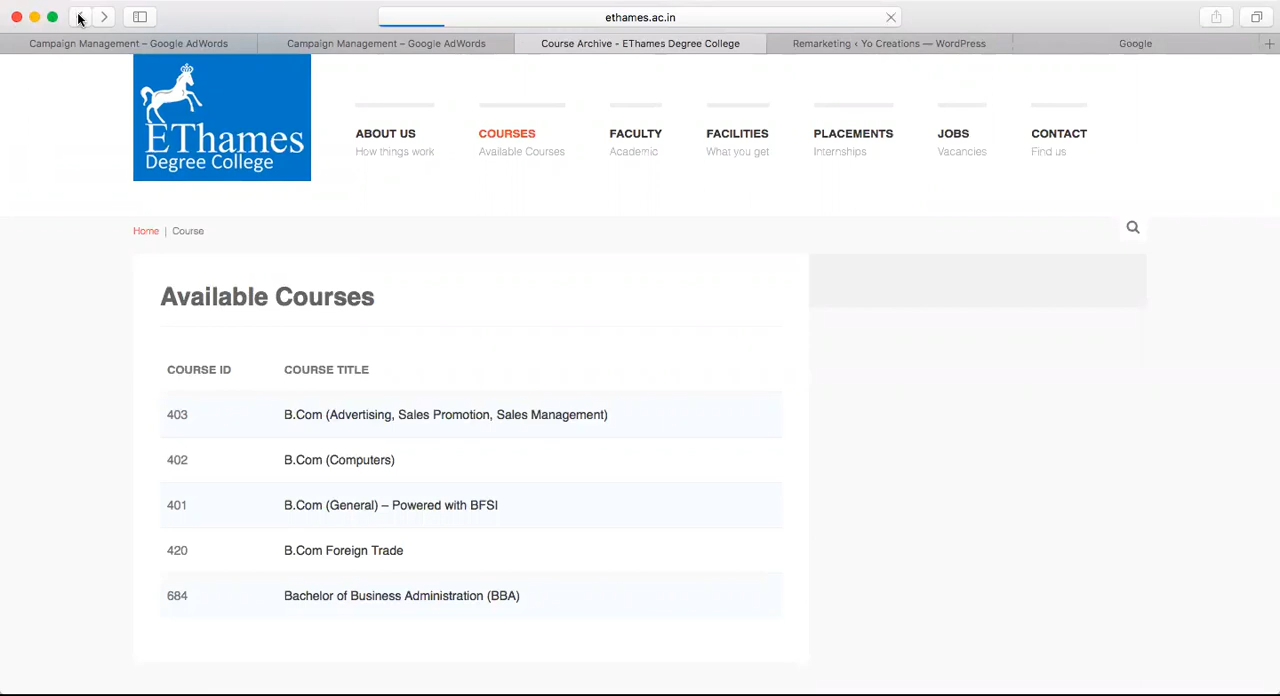 ethames.ac.in
Campaign Management – Google AdWords
Campaign Management – Google AdWords
Course Archive - EThames Degree College
Remarketing ‹ Yo Creations — WordPress
Google
EThames
Degree College
ABOUT US
How things work
COURSES
Available Courses
FACULTY
Academic
FACILITIES
What you get
PLACEMENTS
Internships
JOBS
Vacancies
CONTACT
Find us
Home | Course
Available Courses
COURSE ID COURSE TITLE
403 B.Com (Advertising, Sales Promotion, Sales Management)
402 B.Com (Computers)
401 B.Com (General) – Powered with BFSI
420 B.Com Foreign Trade
684 Bachelor of Business Administration (BBA)